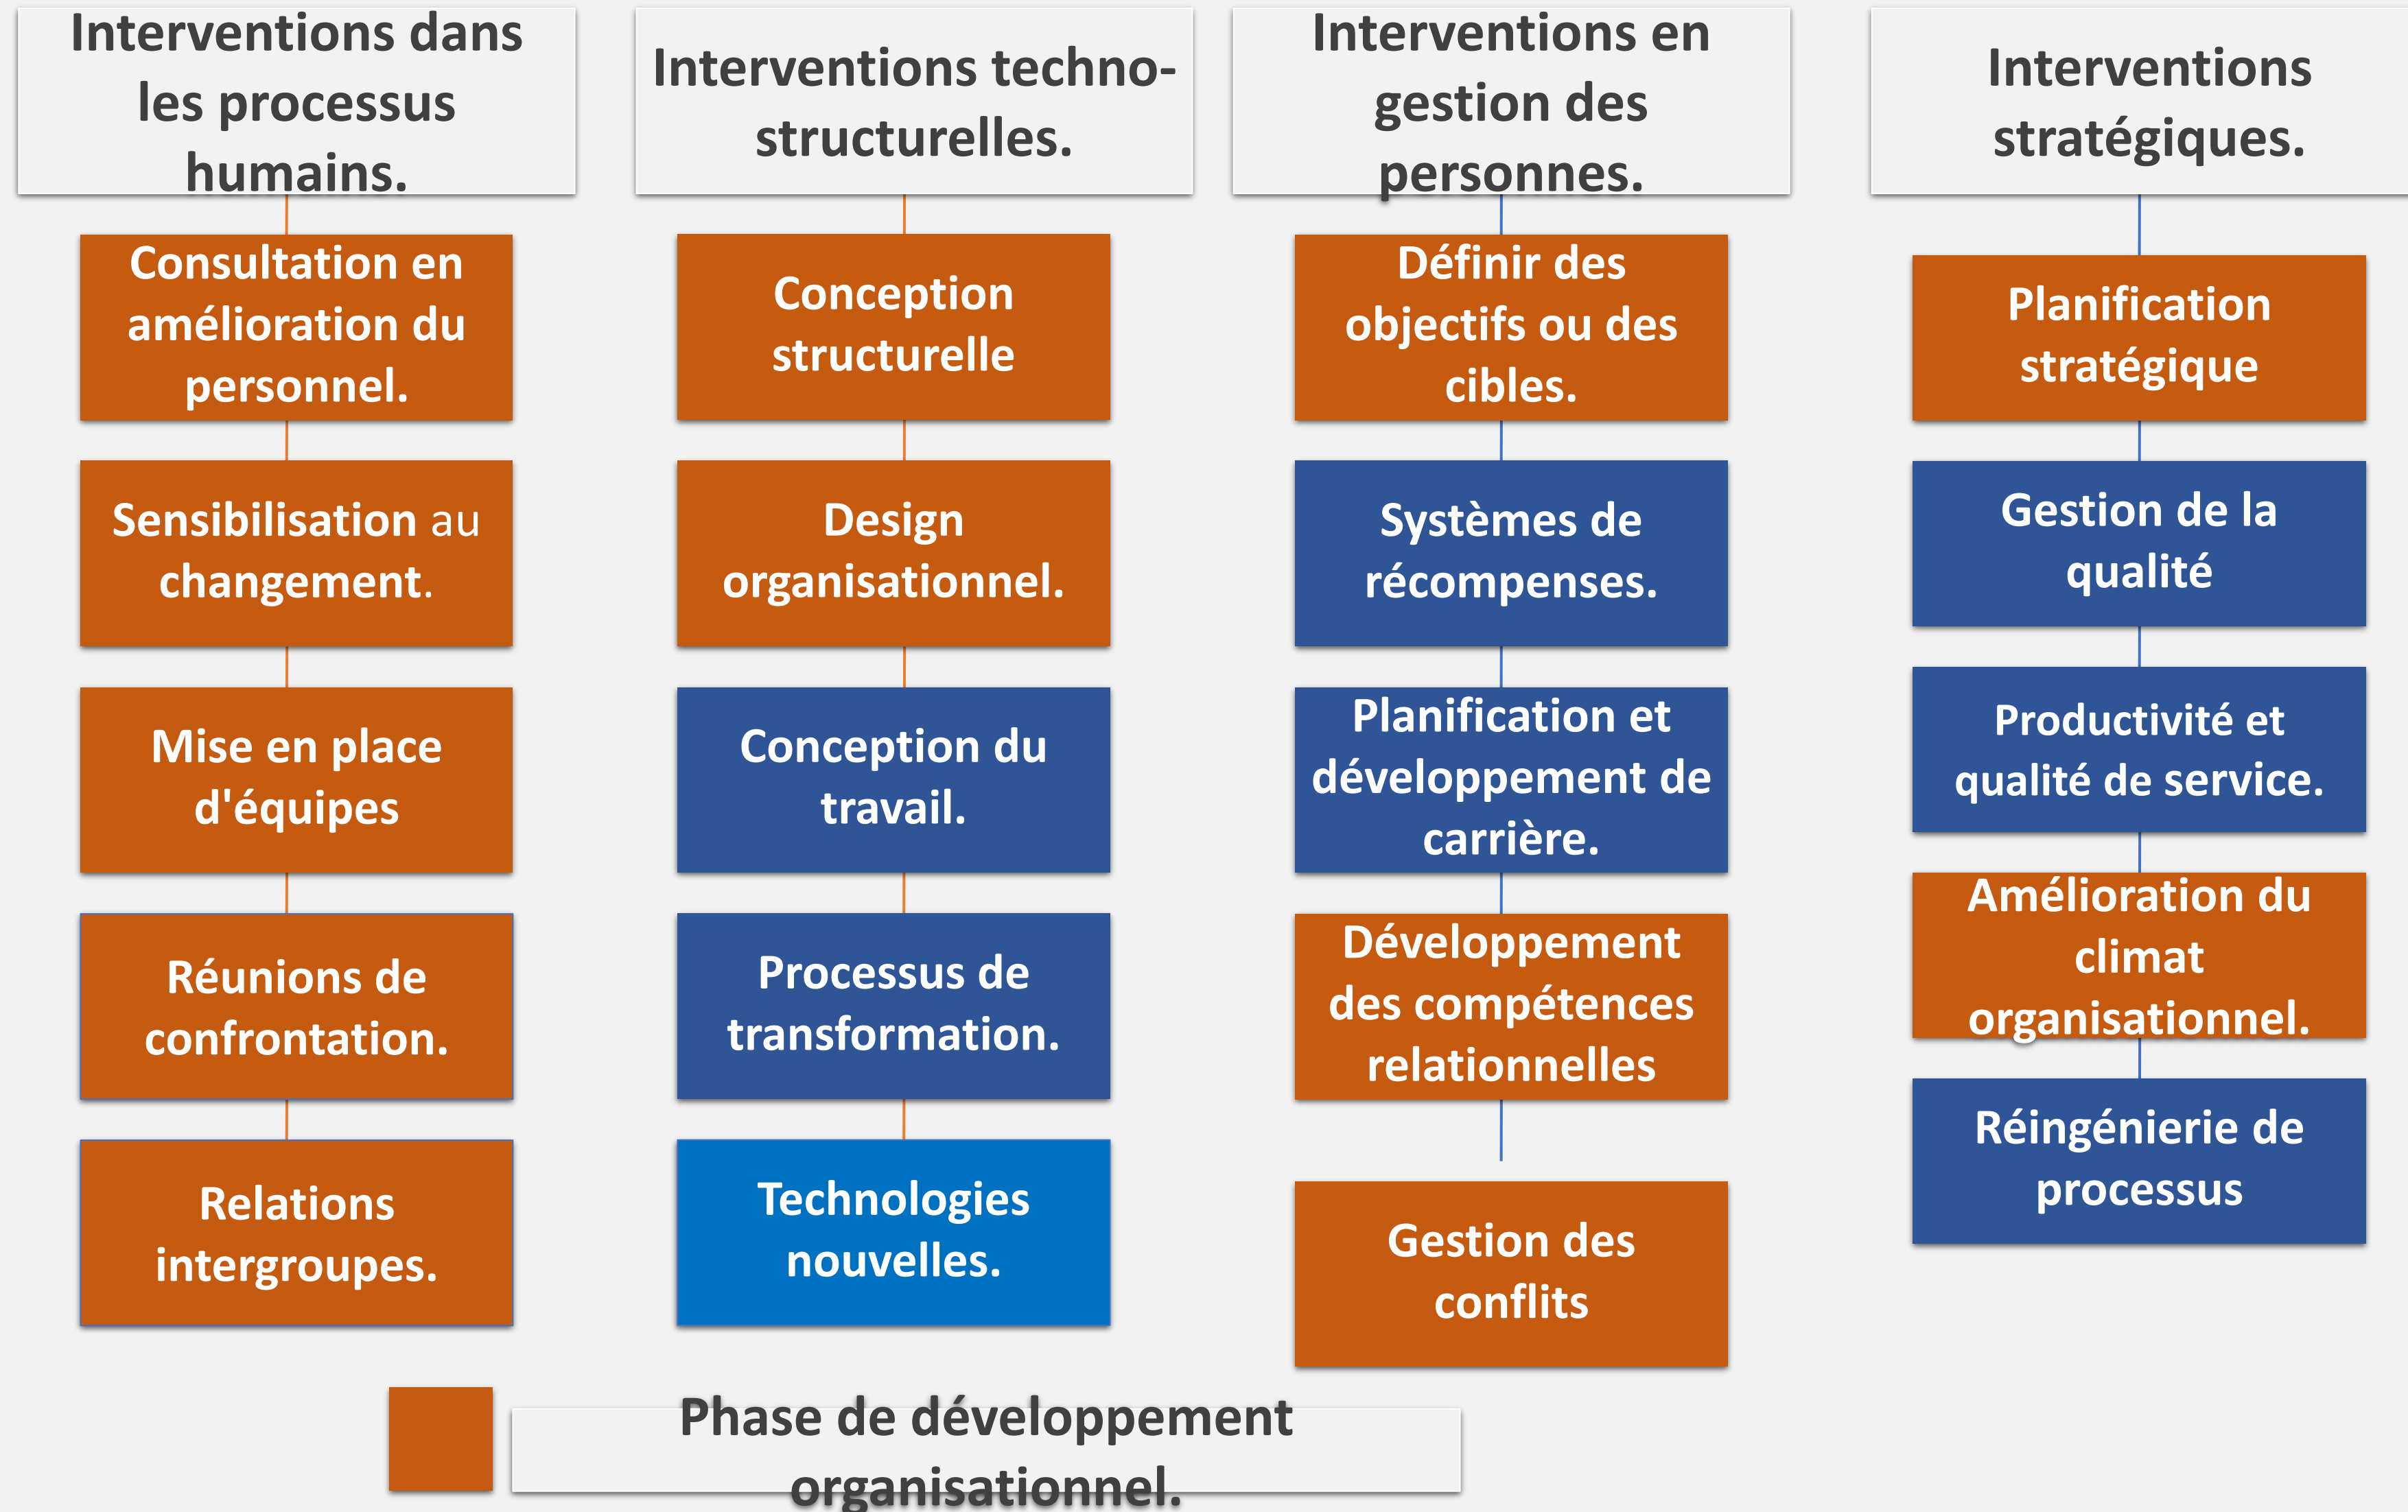 Interventions dans
les processus
humains.
Consultation en
amélioration du
personnel.
Sensibilisation au
changement.
Mise en place
d'équipes
Réunions de
confrontation.
Relations
intergroupes.
Interventions techno-
structurelles.
Conception
structurelle
Design
organisationnel.
Conception du
travail.
Processus de
transformation.
Technologies
nouvelles.
Interventions en
gestion des
personnes.
Définir des
objectifs ou des
cibles.
Systèmes de
récompenses.
Planification et
développement de
carrière.
Développement
des compétences
relationnelles
Gestion des
conflits
Interventions
stratégiques.
Planification
stratégique
Gestion de la
qualité
Productivité et
qualité de service.
Amélioration du
climat
organisationnel.
Réingénierie de
processus
Phase de développement
organisationnel.